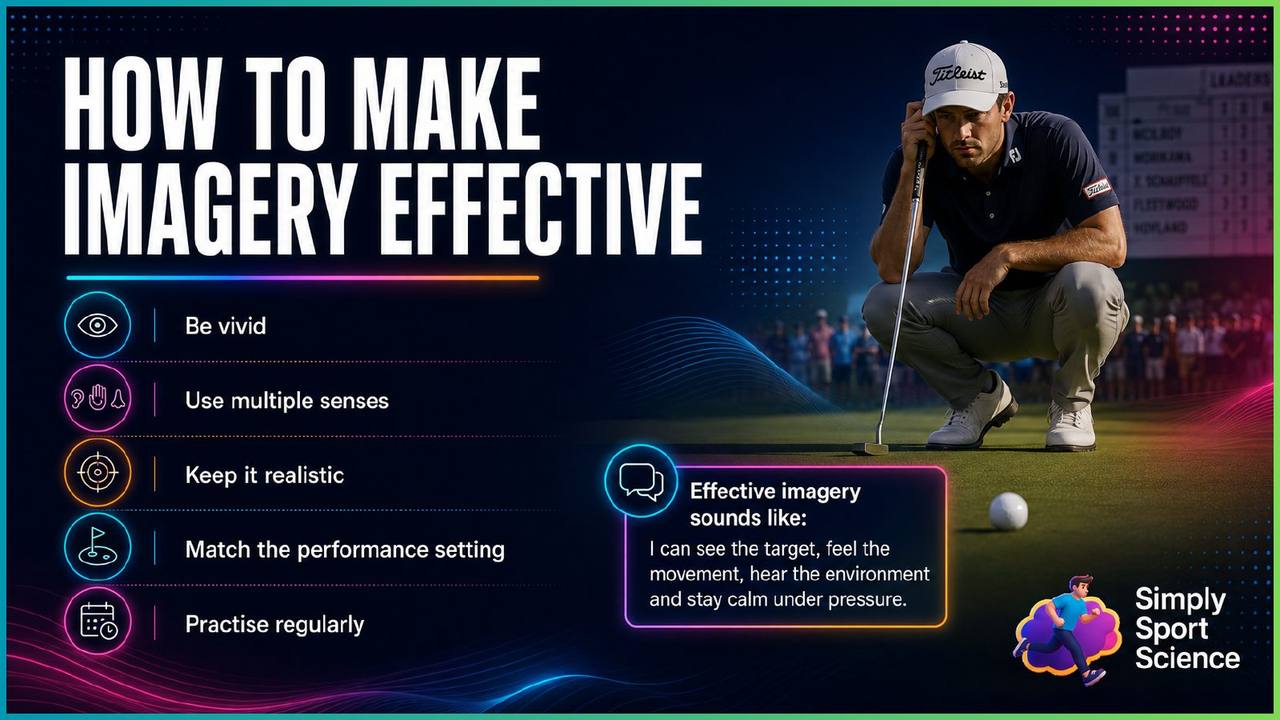 HOW TO MAKE
IMAGERY EFFECTIVE
Be vivid
Use multiple senses
Keep it realistic
Match the performance setting
Practise regularly
Effective imagery
sounds like:
I can see the target, feel the
movement, hear the environment
and stay calm under pressure.
Titleist
FJ
Titleist
LEADERS
MCILROY
MORIKAWA
FLEETWOOD
HOVLAND
Simply
Sport
Science